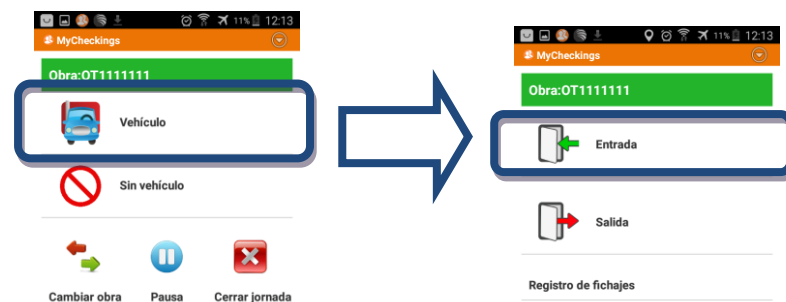 11% 12:13
MyCheckings
Obra:OT1111111
Vehículo
Sin vehículo
Cambiar obra Pausa Cerrar jornada
11% 12:13
MyCheckings
Obra:OT1111111
Entrada
Salida
Registro de fichajes